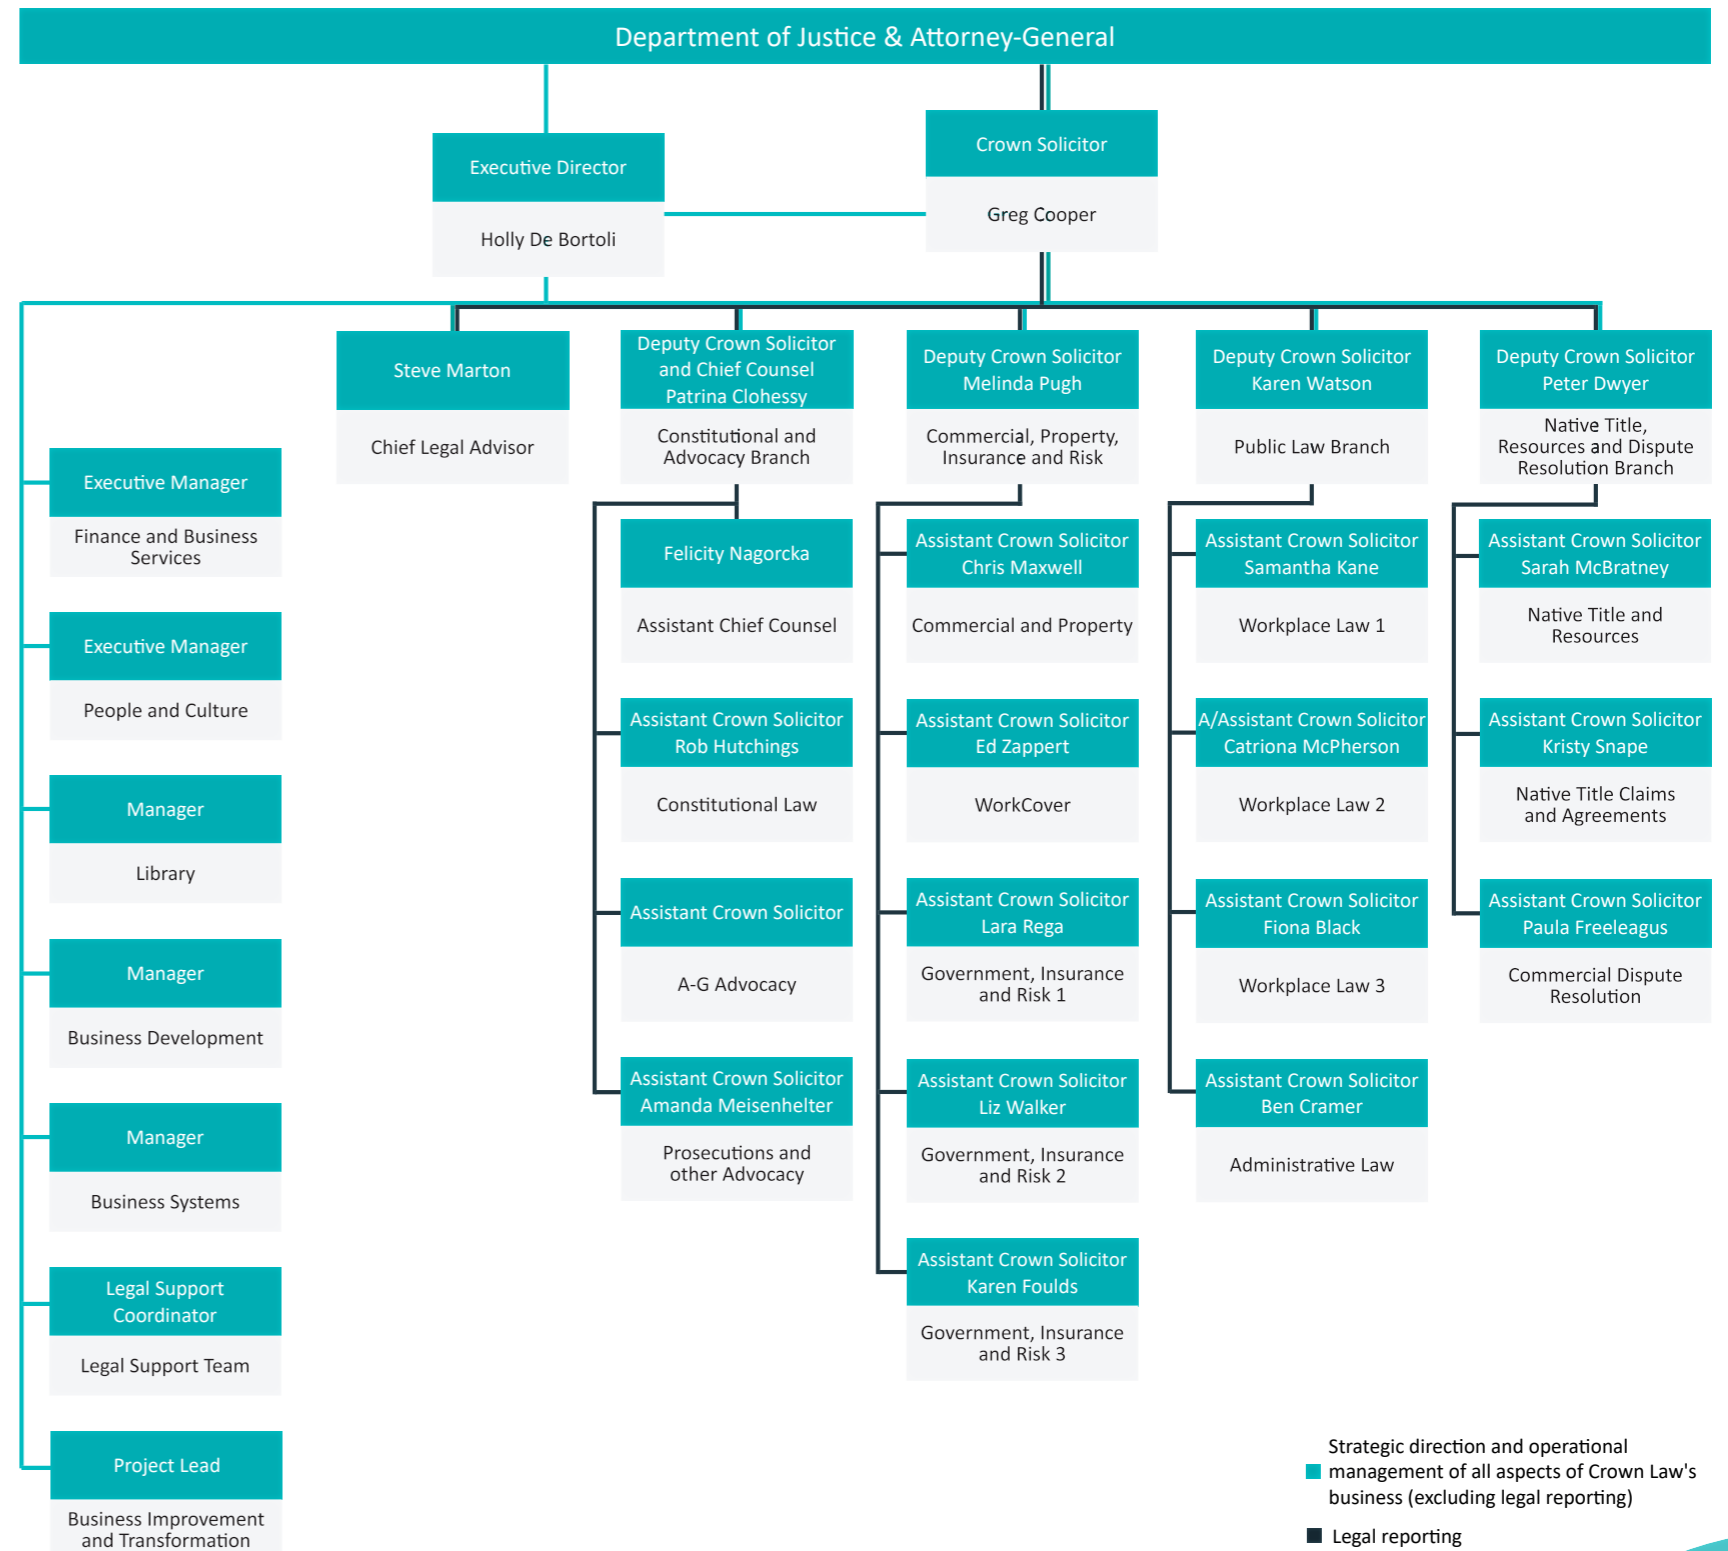 Department of Justice & Attorney-General
Executive Director
Holly De Bortoli
Crown Solicitor
Greg Cooper
Executive Manager
Finance and Business
Services
Executive Manager
People and Culture
Manager
Library
Manager
Business Development
Manager
Business Systems
Legal Support
Coordinator
Legal Support Team
Project Lead
Business Improvement
and Transformation
Steve Marton
Chief Legal Advisor
Deputy Crown Solicitor
and Chief Counsel
Patrina Clohessy
Constitutional and
Advocacy Branch
Felicity Nagorcka
Assistant Chief Counsel
Assistant Crown Solicitor
Rob Hutchings
Constitutional Law
Assistant Crown Solicitor
A-G Advocacy
Assistant Crown Solicitor
Amanda Meisenhelter
Prosecutions and
other Advocacy
Deputy Crown Solicitor
Melinda Pugh
Commercial, Property,
Insurance and Risk
Assistant Crown Solicitor
Chris Maxwell
Commercial and Property
Assistant Crown Solicitor
Ed Zappert
WorkCover
Assistant Crown Solicitor
Lara Rega
Government, Insurance
and Risk 1
Assistant Crown Solicitor
Liz Walker
Government, Insurance
and Risk 2
Assistant Crown Solicitor
Karen Foulds
Government, Insurance
and Risk 3
Deputy Crown Solicitor
Karen Watson
Public Law Branch
Assistant Crown Solicitor
Samantha Kane
Workplace Law 1
A/Assistant Crown Solicitor
Catriona McPherson
Workplace Law 2
Assistant Crown Solicitor
Fiona Black
Workplace Law 3
Assistant Crown Solicitor
Ben Cramer
Administrative Law
Deputy Crown Solicitor
Peter Dwyer
Native Title,
Resources and Dispute
Resolution Branch
Assistant Crown Solicitor
Sarah McBratney
Native Title and
Resources
Assistant Crown Solicitor
Kristy Snape
Native Title Claims
and Agreements
Assistant Crown Solicitor
Paula Freeleagus
Commercial Dispute
Resolution
Strategic direction and operational
management of all aspects of Crown Law's
business (excluding legal reporting)
Legal reporting